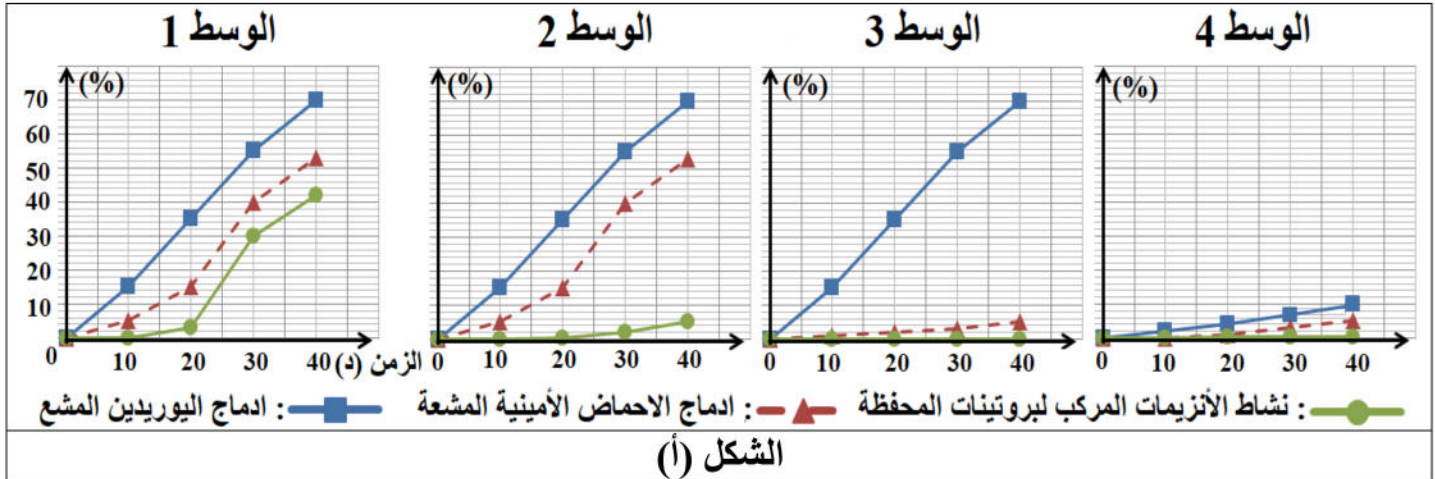 الوسط 1 الوسط 2 الوسط 3 الوسط 4
(%) (%) (%) (%)
70
60
50
40
30
20
10
0 10 20 30 40 الزمن (د) 0 10 20 30 40 0 10 20 30 40 0 10 20 30 40
: ادماج اليوريدين المشع : ادماج الاحماض الأمينية المشعة : نشاط الأنزيمات المركب لبروتينات المحفظة
الشكل (أ)